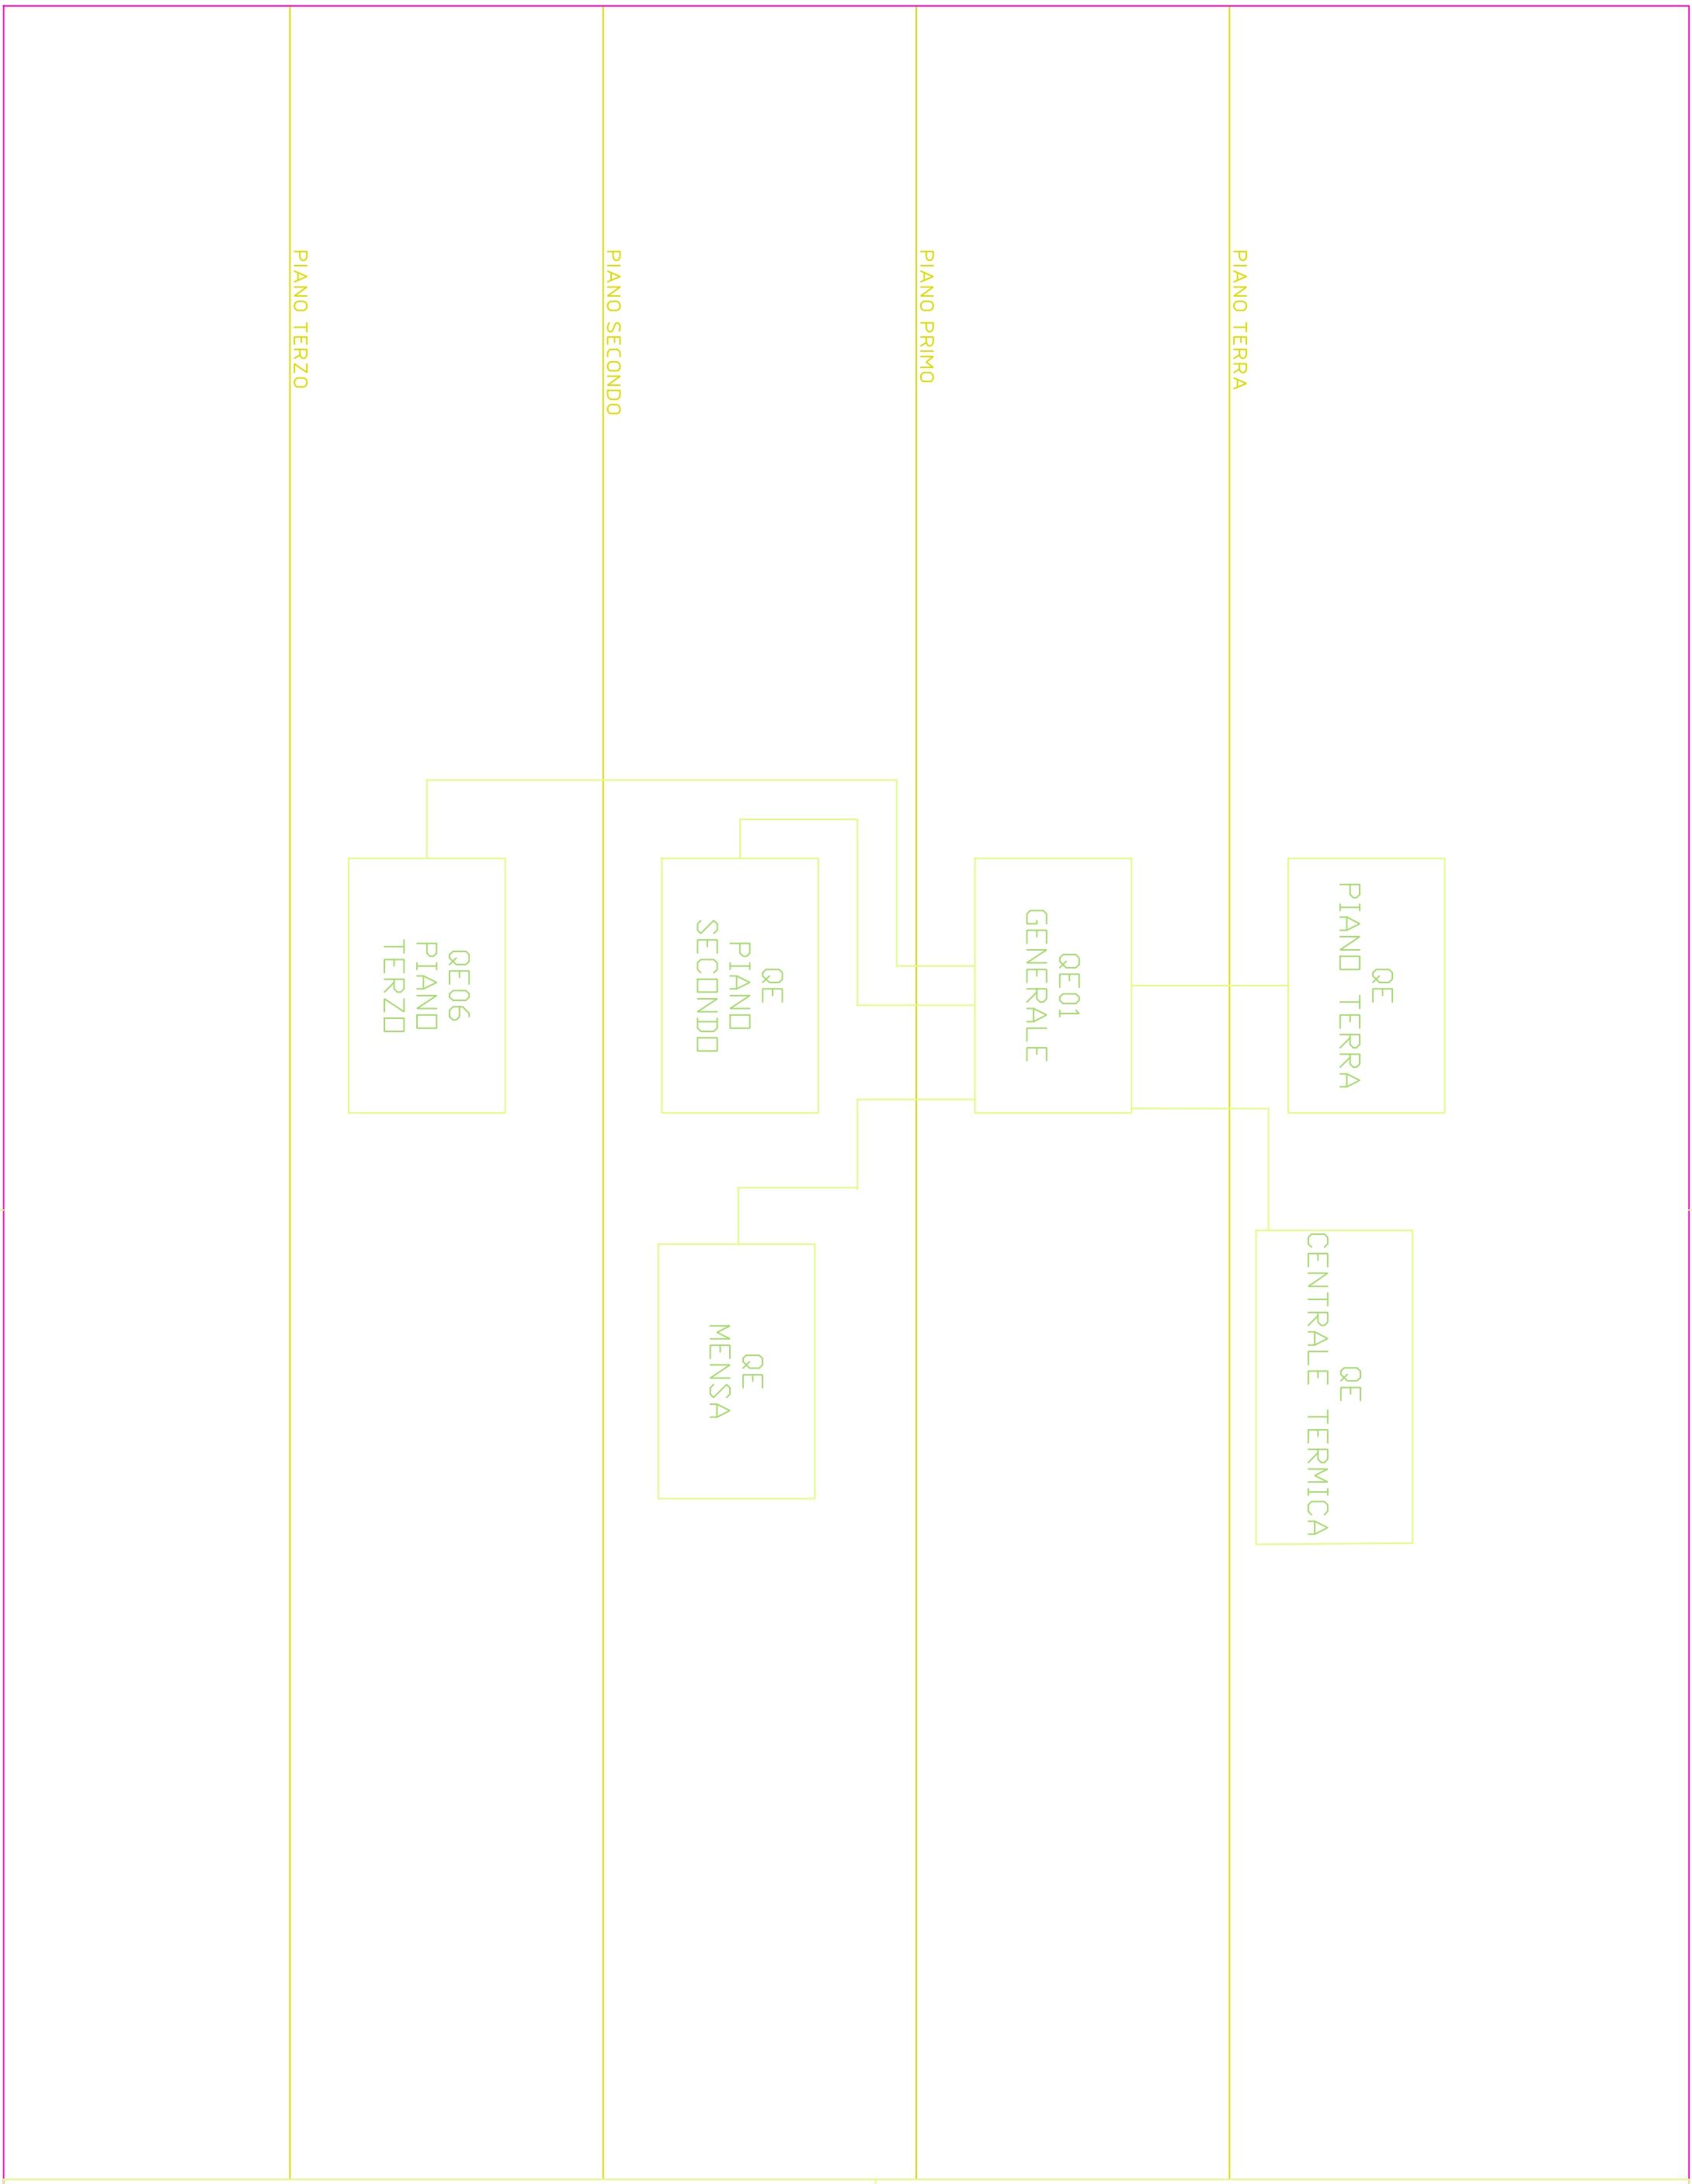 QE
PIANO TERRA
QE
CENTRALE TERMICA
PIANO TERRA
QE01
GENERALE
PIANO PRIMO
QE
PIANO
SECONDO
QE
MENSA
PIANO SECONDO
QE06
PIANO
TERZO
PIANO TERZO